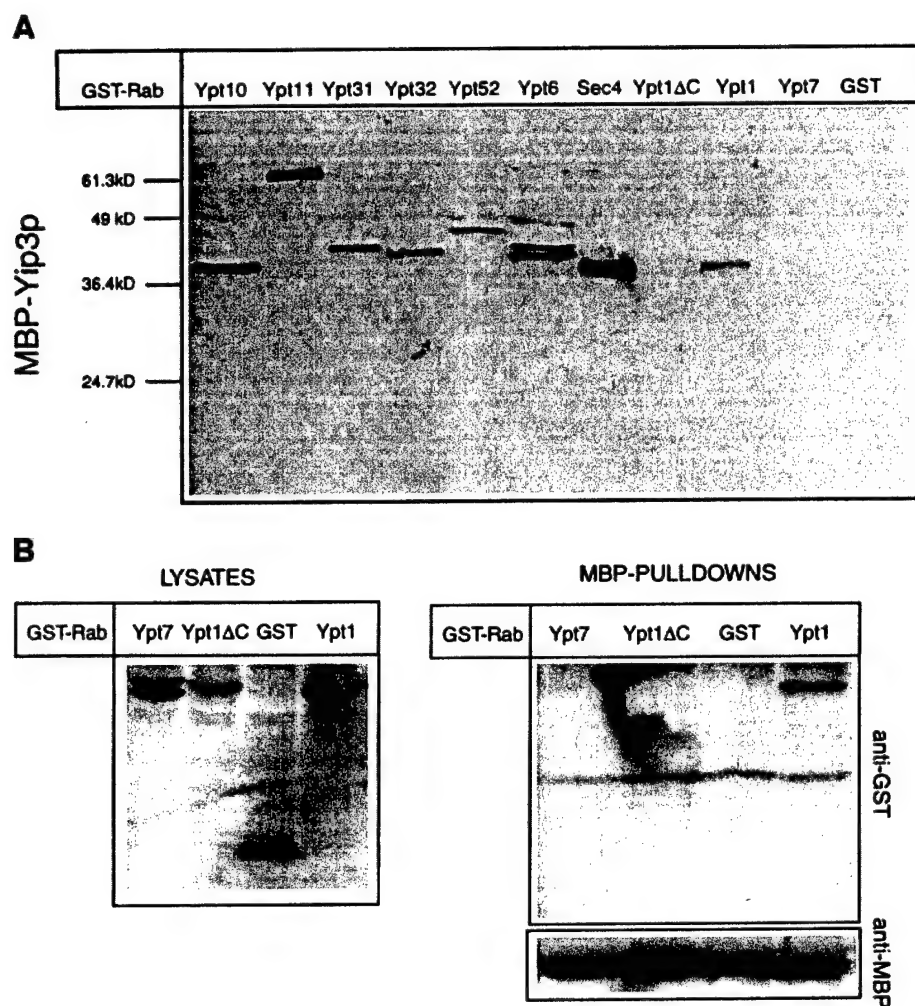 A
GST-Rab Ypt10 Ypt11 Ypt31 Ypt32 Ypt52 Ypt6 Sec4 Ypt1ΔC Ypt1 Ypt7 GST
61.3kD
49 kD
36.4kD
24.7kD
MBP-Yip3p
B
LYSATES
GST-Rab Ypt7 Ypt1ΔC GST Ypt1
MBP-PULLDOWNS
GST-Rab Ypt7 Ypt1ΔC GST Ypt1
anti-GST
anti-MBP